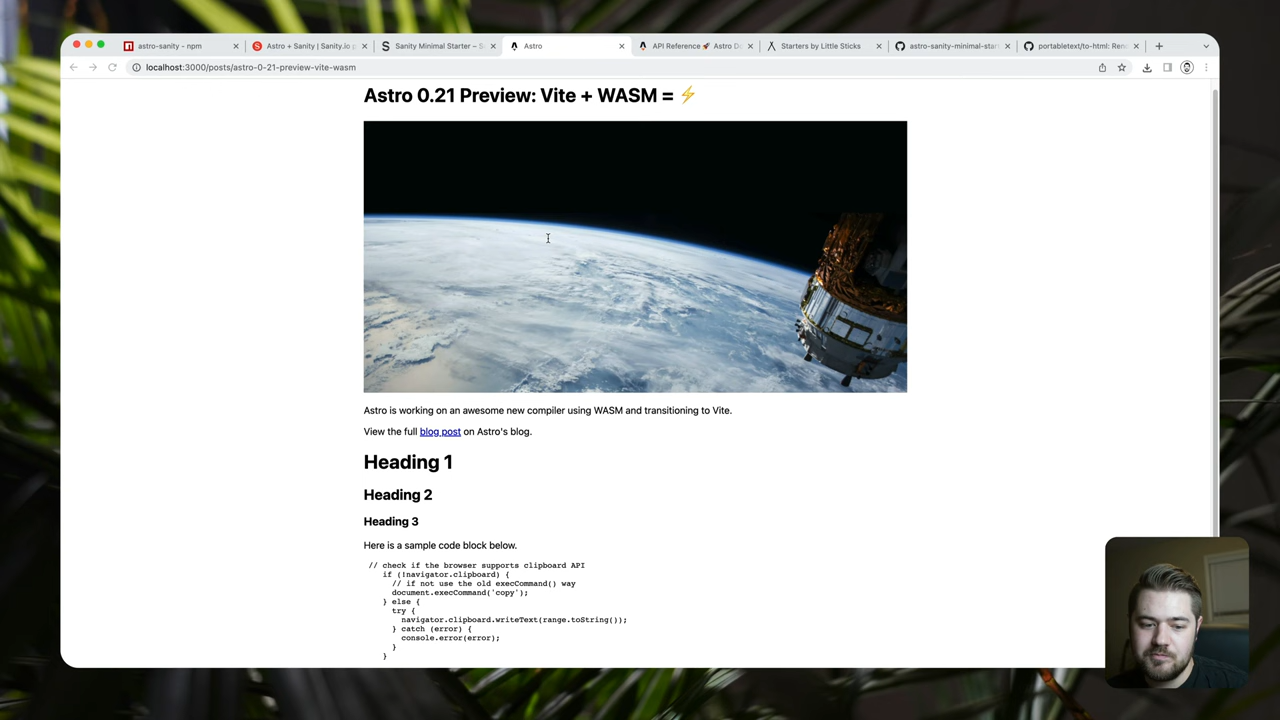 astro-sanity - npm
Astro + Sanity | Sanity.io p
Sanity Minimal Starter – S
Astro
API Reference 🚀 Astro D
Starters by Little Sticks
astro-sanity-minimal-star
portabletext/to-html: Ren
localhost:3000/posts/astro-0-21-preview-vite-wasm
Astro 0.21 Preview: Vite + WASM = ⚡
Astro is working on an awesome new compiler using WASM and transitioning to Vite.
View the full blog post on Astro's blog.
Heading 1
Heading 2
Heading 3
Here is a sample code block below.
// check if the browser supports clipboard API
if (!navigator.clipboard) {
// if not use the old execCommand() way
document.execCommand('copy');
} else {
try {
navigator.clipboard.writeText(range.toString());
} catch (error) {
console.error(error);
}
}